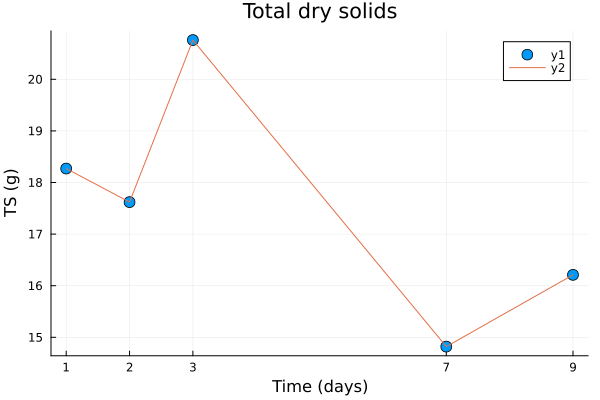 Total dry solids
y1
y2
TS (g)
20
19
18
17
16
15
1 2 3 7 9
Time (days)